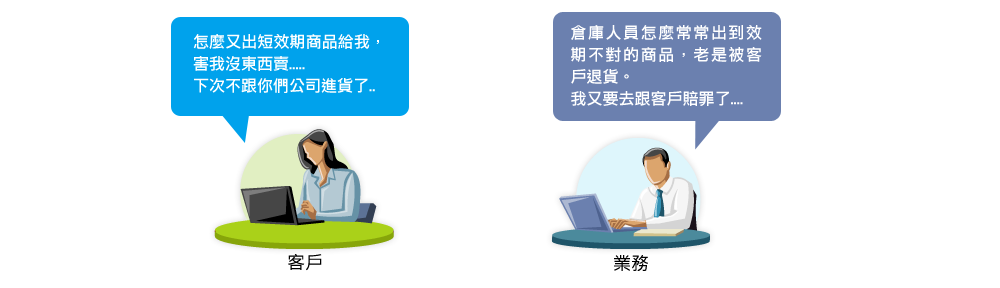 怎麼又出短效期商品給我，
害我沒東西賣.....
下次不跟你們公司進貨了..
倉庫人員怎麼常常出到效
期不對的商品，老是被客
戶退貨。
我又要去跟客戶賠罪了....
客戶
業務